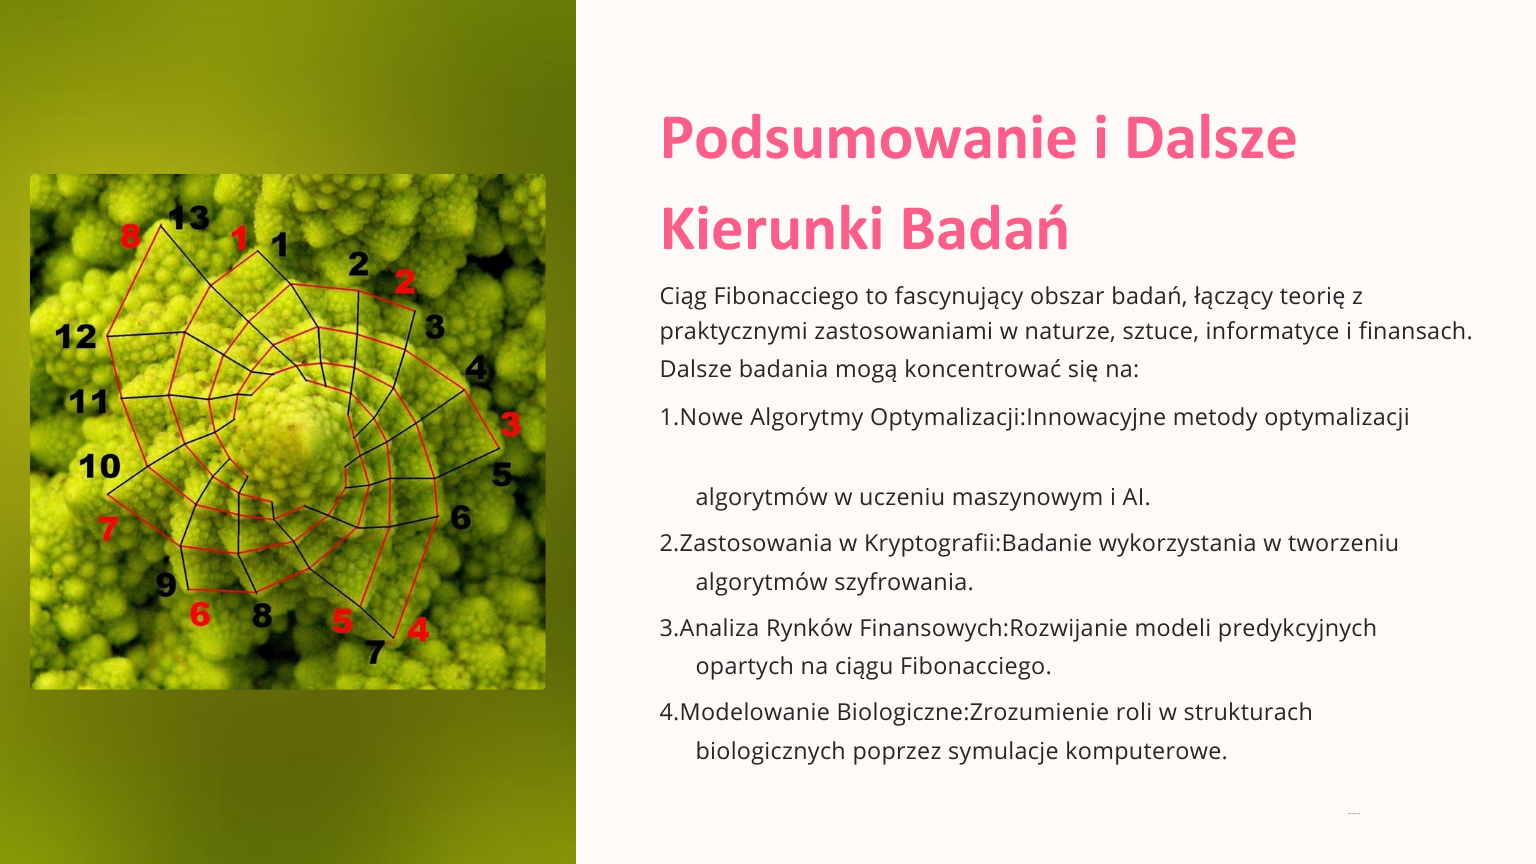 Podsumowanie i Dalsze
Kierunki Badań
Ciąg Fibonacciego to fascynujący obszar badań, łączący teorię z
praktycznymi zastosowaniami w naturze, sztuce, informatyce i finansach.
Dalsze badania mogą koncentrować się na:
1.Nowe Algorytmy Optymalizacji:Innowacyjne metody optymalizacji
algorytmów w uczeniu maszynowym i AI.
2.Zastosowania w Kryptografii:Badanie wykorzystania w tworzeniu
algorytmów szyfrowania.
3.Analiza Rynków Finansowych:Rozwijanie modeli predykcyjnych
opartych na ciągu Fibonacciego.
4.Modelowanie Biologiczne:Zrozumienie roli w strukturach
biologicznych poprzez symulacje komputerowe.
8 13 1 1 2 2
3
12 4
11 3
10 5
7 6
9 6 8 5 4
7